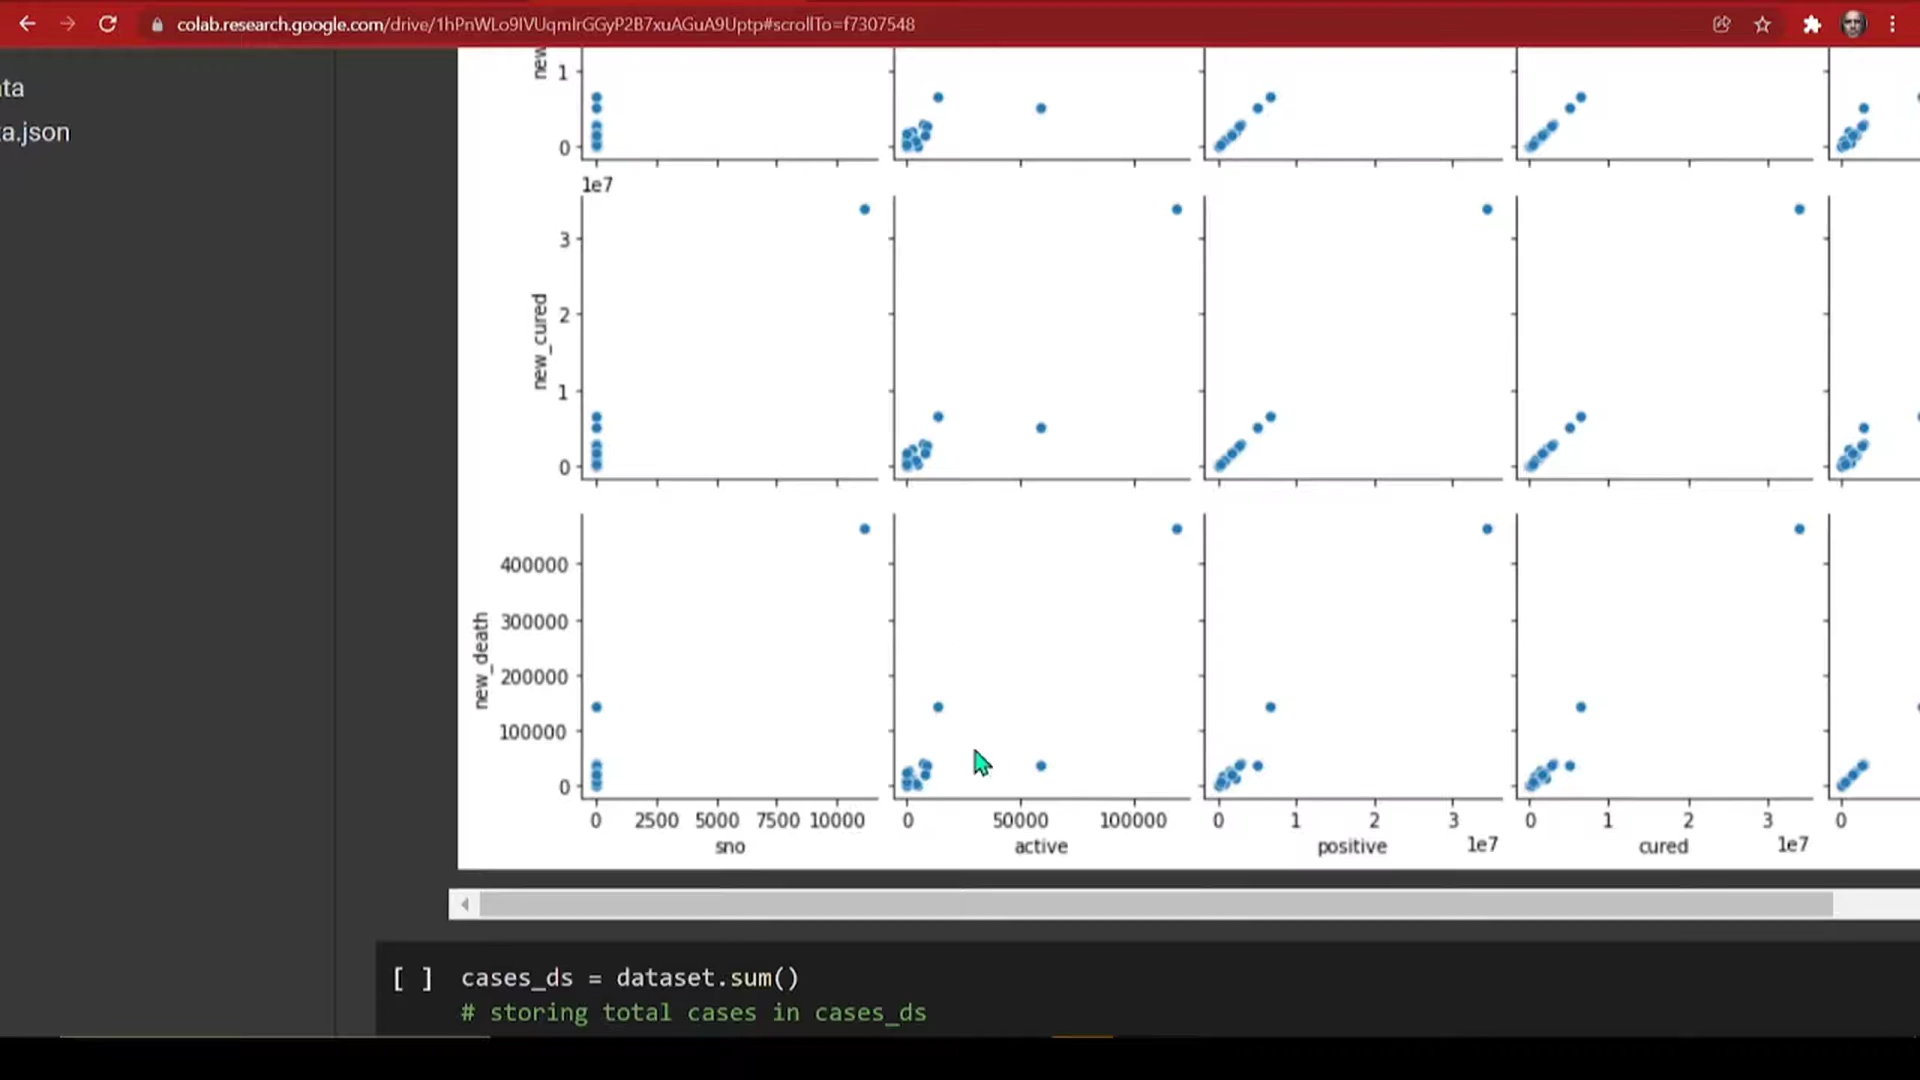 colab.research.google.com/drive/1hPnWLo9IVUqmIrGGyP2B7xuAGuA9Uptp#scrollTo=f7307548
ta
a.json
new
1
0
1e7
3
2
1
0
new_cured
400000
300000
200000
100000
0
new_death
0 2500 5000 7500 10000
0 50000 100000
0 1 2 3
0 1 2 3
0
sno
active
positive
1e7
cured
1e7
[ ] cases_ds = dataset.sum()
# storing total cases in cases_ds